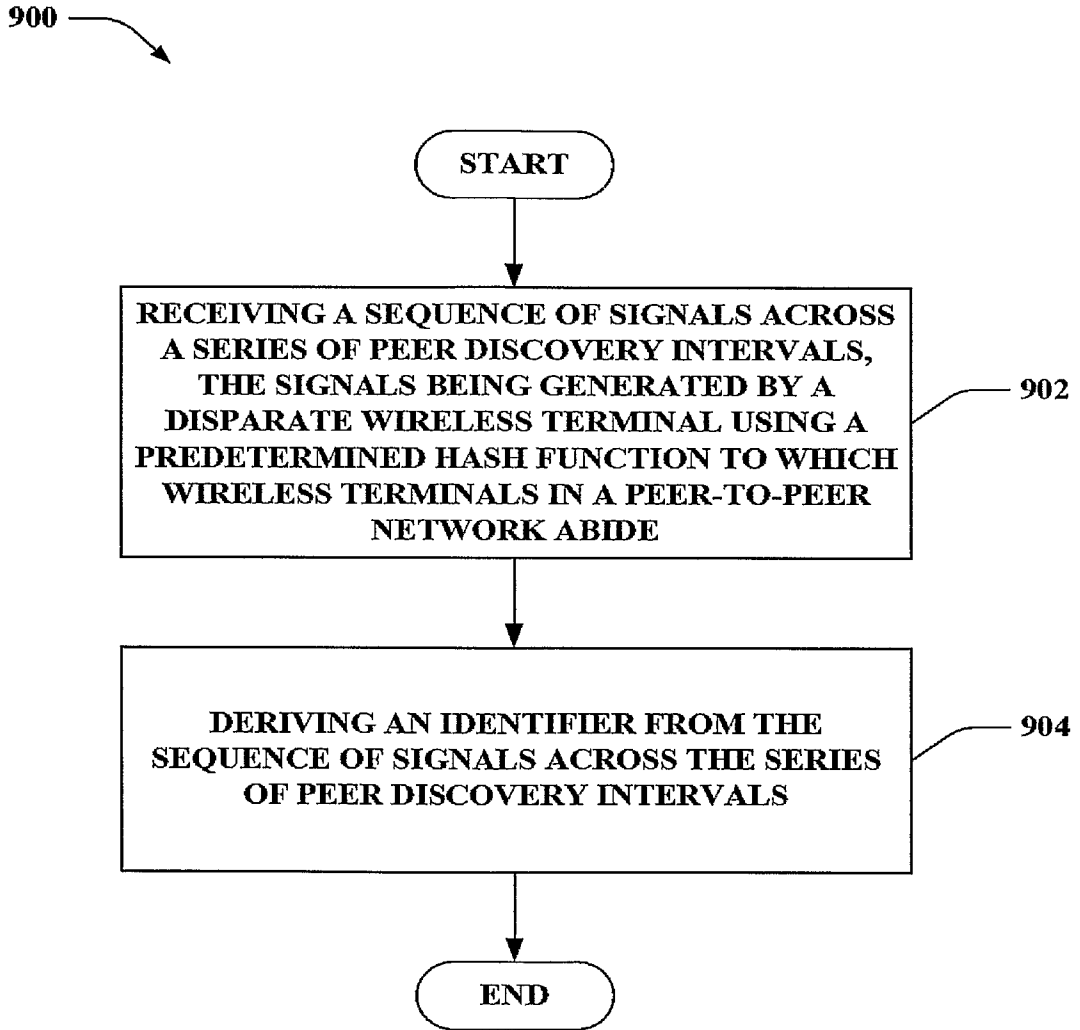 900
START
RECEIVING A SEQUENCE OF SIGNALS ACROSS
A SERIES OF PEER DISCOVERY INTERVALS,
THE SIGNALS BEING GENERATED BY A
DISPARATE WIRELESS TERMINAL USING A
PREDETERMINED HASH FUNCTION TO WHICH
WIRELESS TERMINALS IN A PEER-TO-PEER
NETWORK ABIDE
902
DERIVING AN IDENTIFIER FROM THE
SEQUENCE OF SIGNALS ACROSS THE SERIES
OF PEER DISCOVERY INTERVALS
904
END